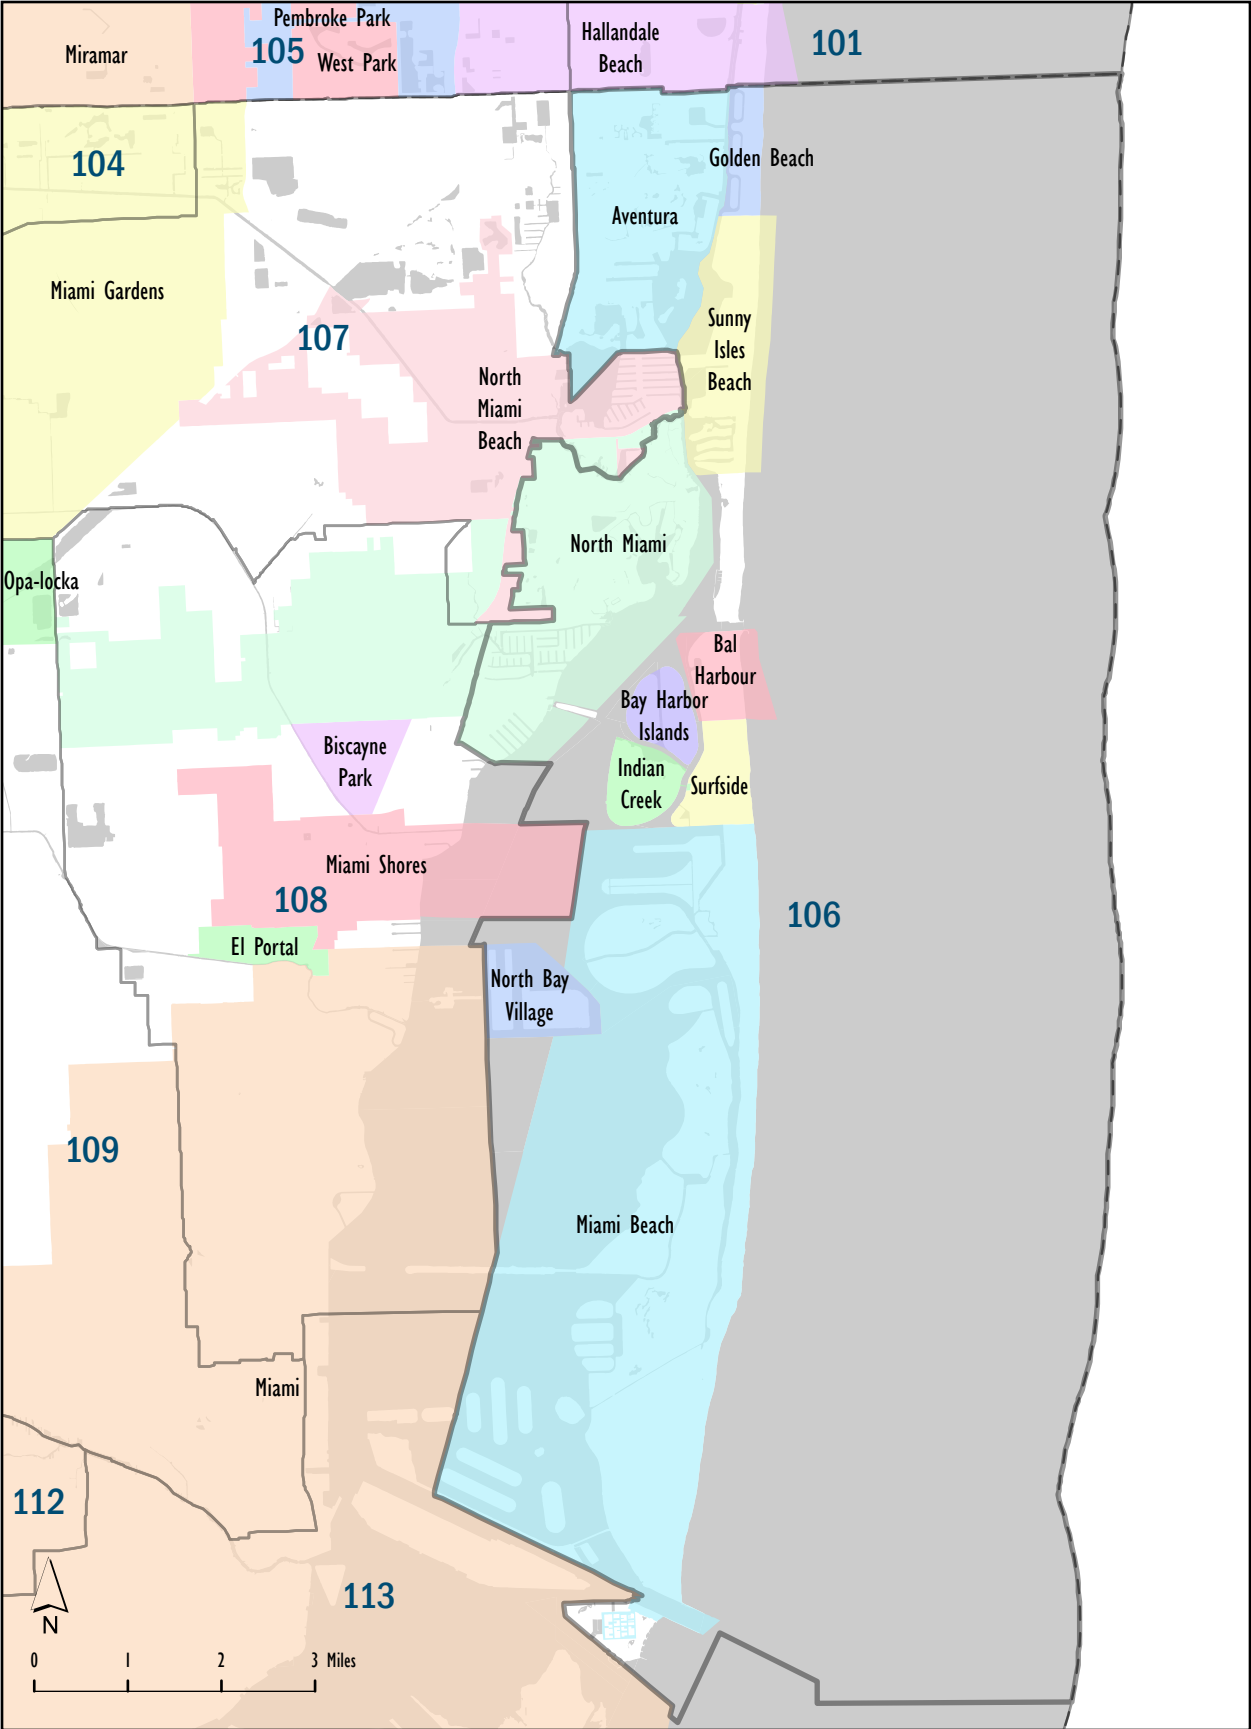 Pembroke Park
Hallandale
Beach
101
Miramar
105
West Park
104
Golden Beach
Aventura
Miami Gardens
107
Sunny
Isles
Beach
North
Miami
Beach
North Miami
Opa-locka
Bal
Harbour
Bay Harbor
Islands
Biscayne
Park
Indian
Creek
Surfside
Miami Shores
108
106
El Portal
North Bay
Village
109
Miami Beach
Miami
112
113
N
0 1 2 3 Miles